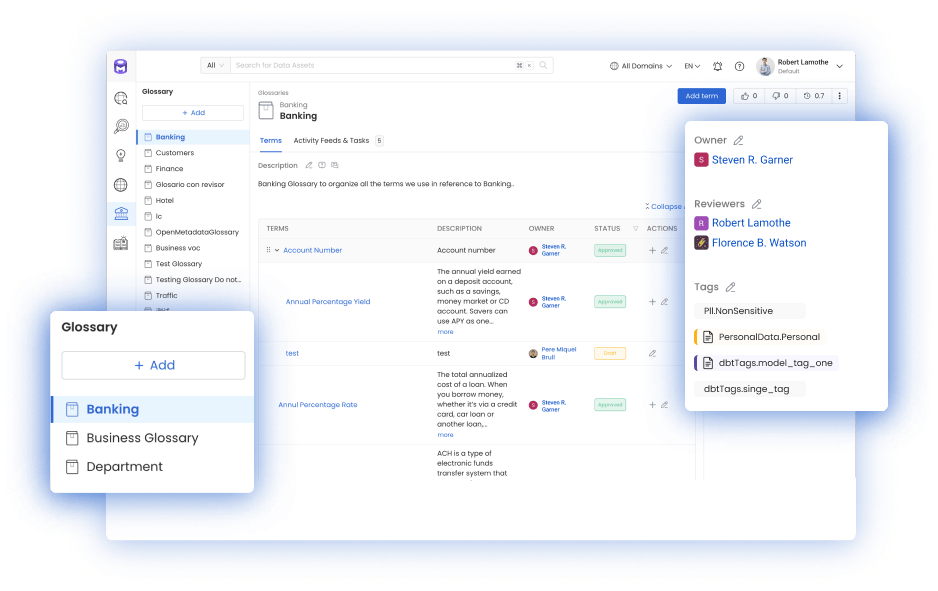 All
Search for Data Assets
⌘
K
All Domains
EN
Robert Lamothe
Default
Glossary
+ Add
Banking
Customers
Finance
Glosario con revisor
Hotel
Ic
OpenMetadataGlossary
Business voc
Test Glossary
Testing Glossary Do not...
Traffic
Glossaries
Banking
Banking
Add term
0
0
0.7
Terms
Activity Feeds & Tasks 5
Description
Banking Glossary to organize all the terms we use in reference to Banking..
Collapse
TERMS DESCRIPTION OWNER STATUS ACTIONS
Account Number
Account number
Steven R.
Garner
Approved
Annual Percentage Yield
The annual yield earned
on a deposit account,
such as a savings,
money market or CD
account. Savers can
use APY as one...
more
S
Steven R.
Garner
Approved
test
test
Pere Miquel
Brull
Draft
Annul Percentage Rate
The total annualized
cost of a loan. When
you borrow money,
whether it's via a credit
card, car loan or
another loan,...
more
S
Steven R.
Garner
Approved
ACH is a type of
electronic funds
transfer system that
Owner
S Steven R. Garner
Reviewers
R Robert Lamothe
Florence B. Watson
Tags
PII.NonSensitive
PersonalData.Personal
dbtTags.model_tag_one
dbtTags.singe_tag
Glossary
+ Add
Banking
Business Glossary
Department